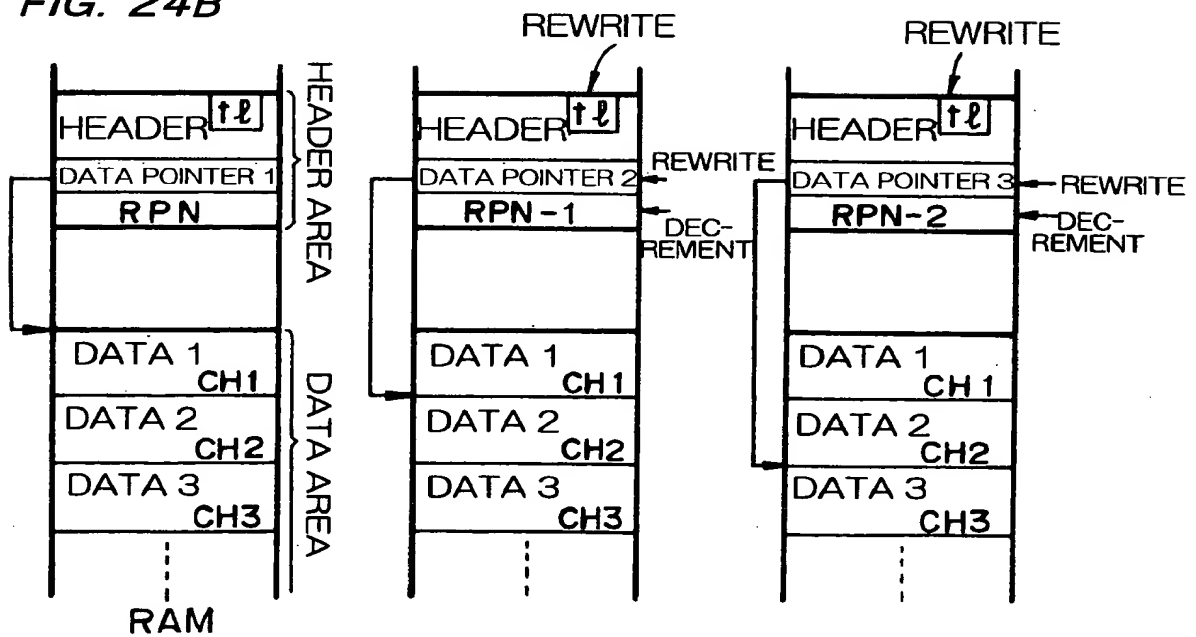 FIG. 24B
HEADER tℓ
DATA POINTER 1
RPN
HEADER AREA
DATA 1
CH1
DATA 2
CH2
DATA 3
CH3
DATA AREA
RAM
REWRITE
HEADER tℓ
DATA POINTER 2
REWRITE
RPN-1
DEC-
REMENT
DATA 1
CH1
DATA 2
CH2
DATA 3
CH3
REWRITE
HEADER tℓ
DATA POINTER 3
REWRITE
RPN-2
DEC-
REMENT
DATA 1
CH1
DATA 2
CH2
DATA 3
CH3